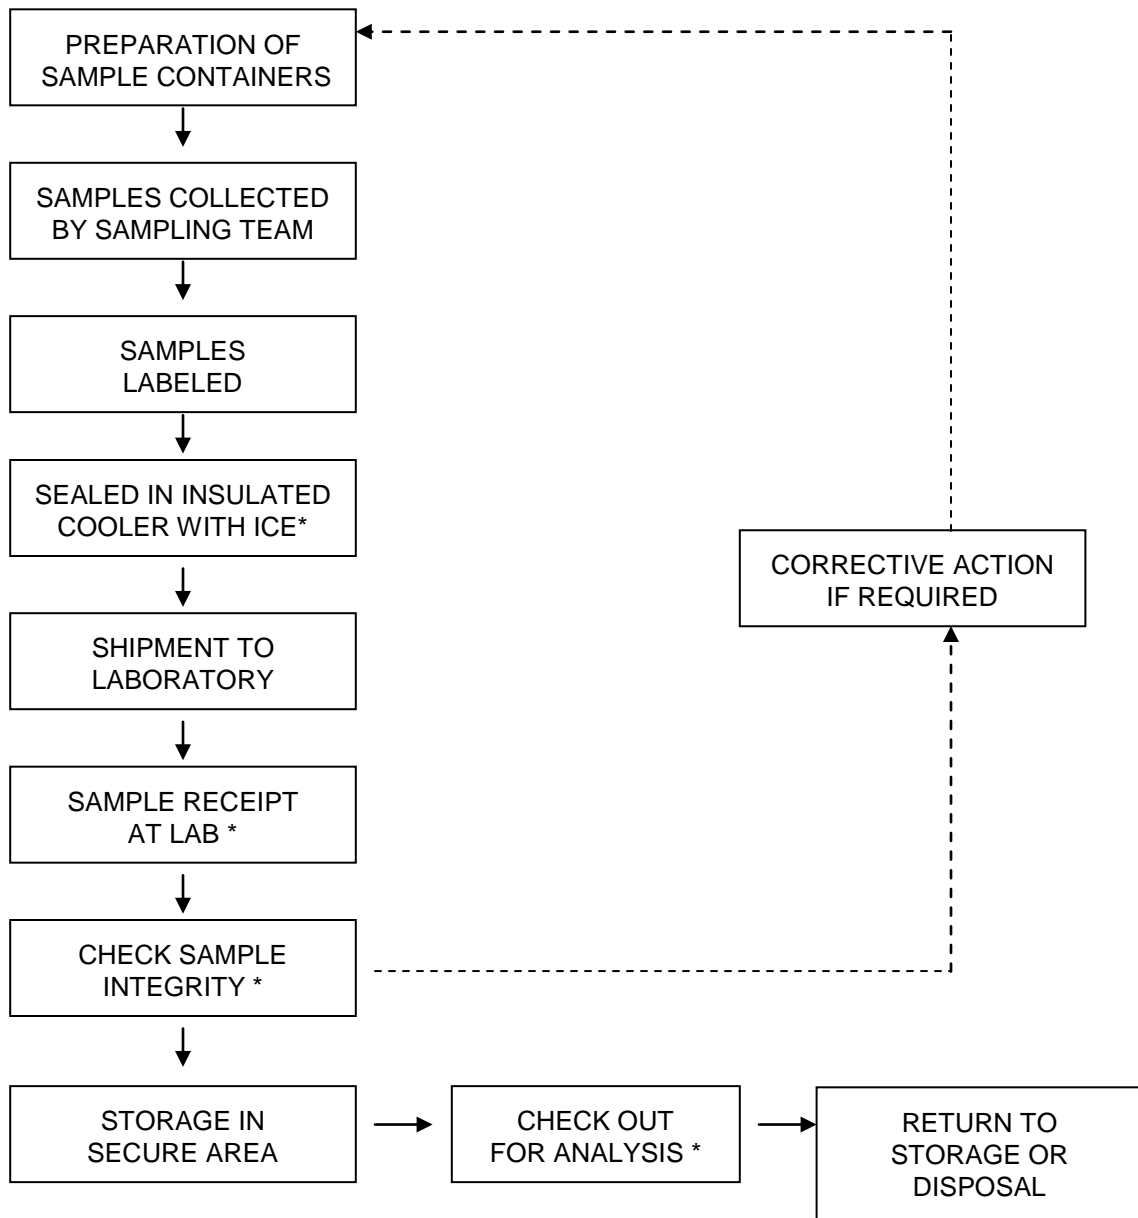 PREPARATION OF
SAMPLE CONTAINERS
SAMPLES COLLECTED
BY SAMPLING TEAM
SAMPLES
LABELED
SEALED IN INSULATED
COOLER WITH ICE*
CORRECTIVE ACTION
IF REQUIRED
SHIPMENT TO
LABORATORY
SAMPLE RECEIPT
AT LAB *
CHECK SAMPLE
INTEGRITY *
STORAGE IN
SECURE AREA
CHECK OUT
FOR ANALYSIS *
RETURN TO
STORAGE OR
DISPOSAL